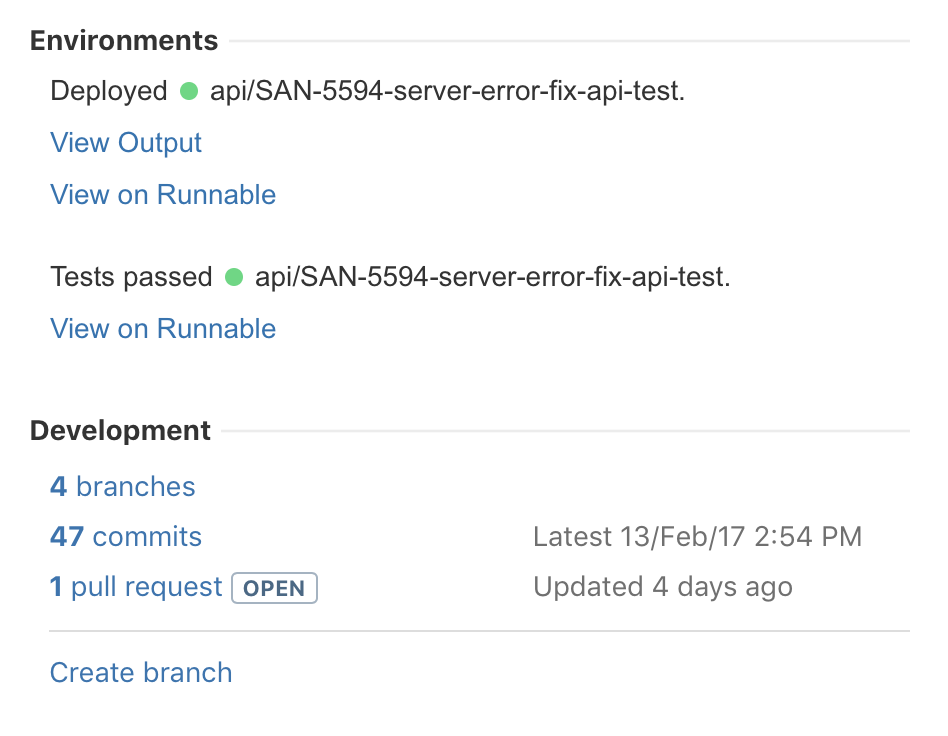 Environments
Deployed api/SAN-5594-server-error-fix-api-test.
View Output
View on Runnable
Tests passed api/SAN-5594-server-error-fix-api-test.
View on Runnable
Development
4 branches
47 commits Latest 13/Feb/17 2:54 PM
1 pull request OPEN Updated 4 days ago
Create branch